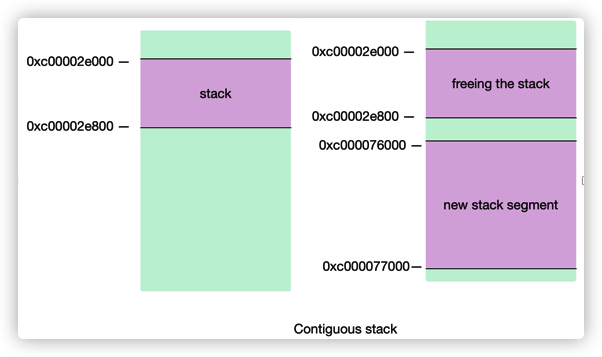 0xc00002e000 —
stack
0xc00002e800 —
0xc00002e000 —
freeing the stack
0xc00002e800 —
0xc000076000 —
new stack segment
0xc000077000 —
Contiguous stack